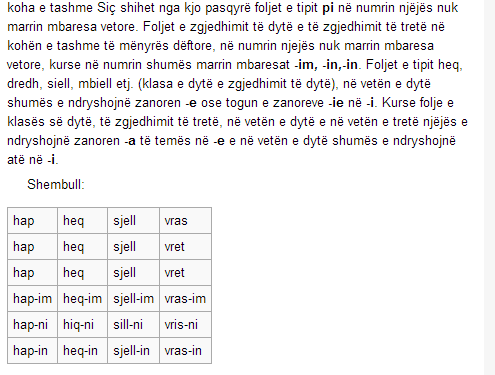 koha e tashme Siç shihet nga kjo pasqyrë foljet e tipit pi në numrin njëjës nuk
marrin mbaresa vetore. Foljet e zgjedhimit të dytë e të zgjedhimit të tretë në
kohën e tashme të mënyrës dëftore, në numrin njejës nuk marrin mbaresa
vetore, kurse në numrin shumës marrin mbaresat -im, -in,-in. Foljet e tipit heq,
dredh, siell, mbiell etj. (klasa e dytë e zgjedhimit të dytë), në vetën e dytë
shumës e ndryshojnë zanoren -e ose togun e zanoreve -ie në -i. Kurse folje e
klasës së dytë, të zgjedhimit të tretë, në vetën e dytë e në vetën e tretë njëjës e
ndryshojnë zanoren -a të temës në -e e në vetën e dytë shumës e ndryshojnë
atë në -i.
Shembull:
hap heq sjell vras
hap heq sjell vret
hap heq sjell vret
hap-im heq-im sjell-im vras-im
hap-ni hiq-ni sill-ni vris-ni
hap-in heq-in sjell-in vras-in